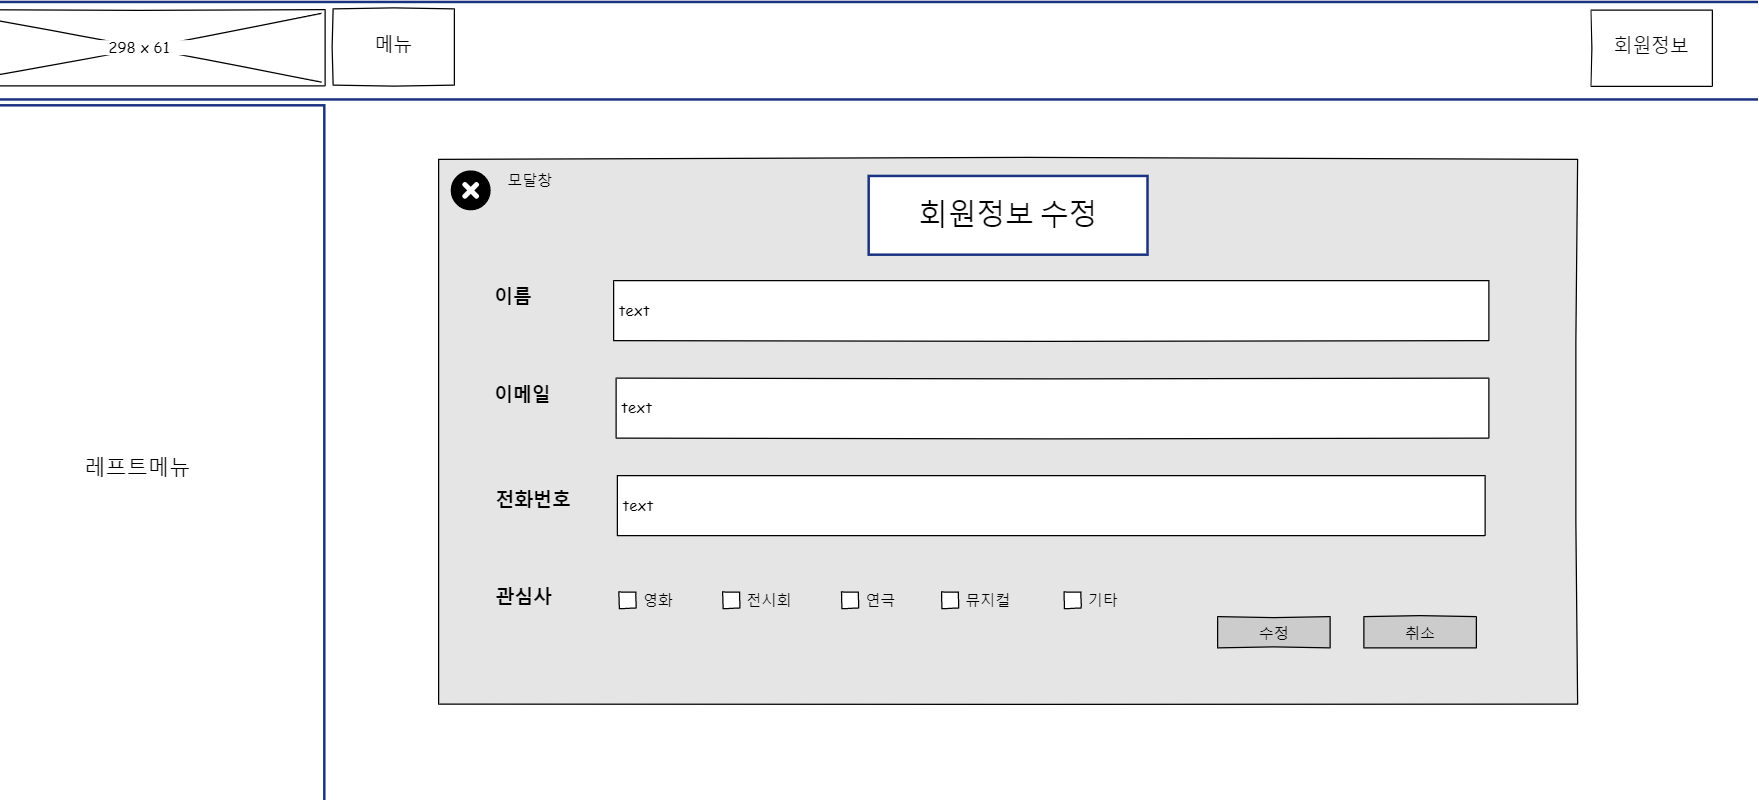 298 x 61
메뉴
회원정보
레프트메뉴
모달창
회원정보 수정
이름
text
이메일
text
전화번호
text
관심사
영화
전시회
연극
뮤지컬
기타
수정
취소